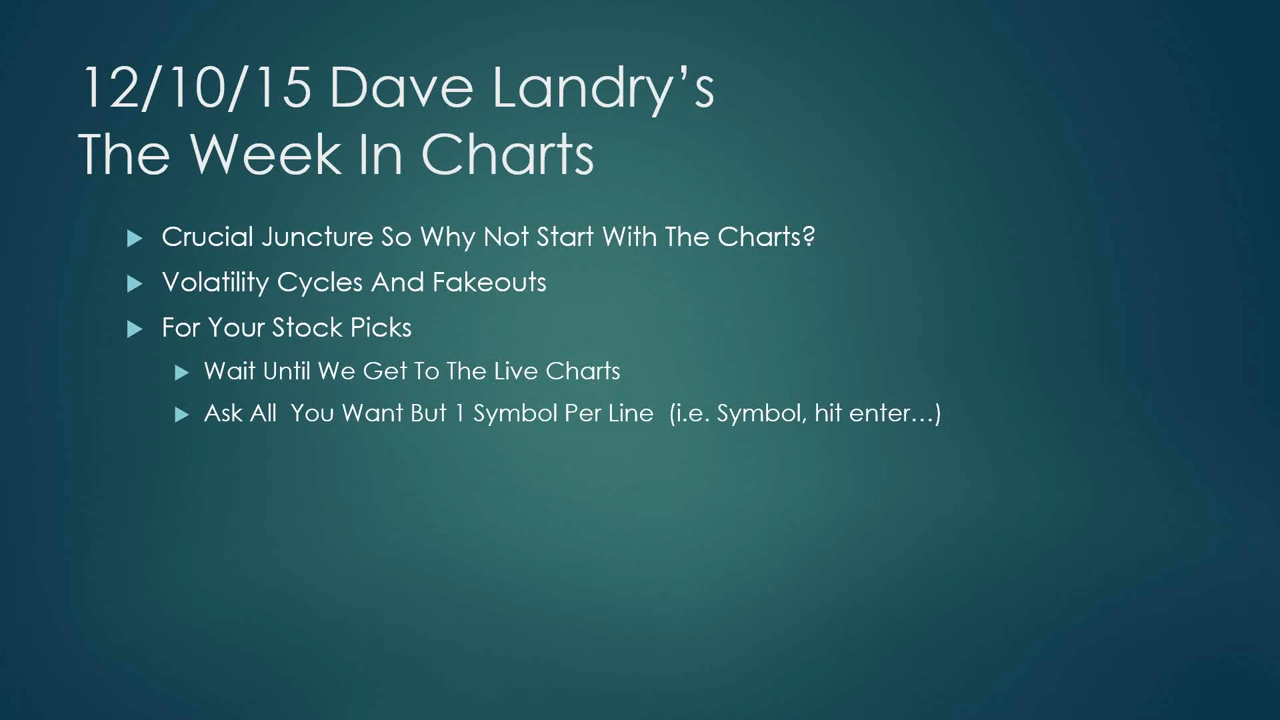 12/10/15 Dave Landry’s
The Week In Charts
Crucial Juncture So Why Not Start With The Charts?
Volatility Cycles And Fakeouts
For Your Stock Picks
Wait Until We Get To The Live Charts
Ask All  You Want But 1 Symbol Per Line  (i.e. Symbol, hit enter…)